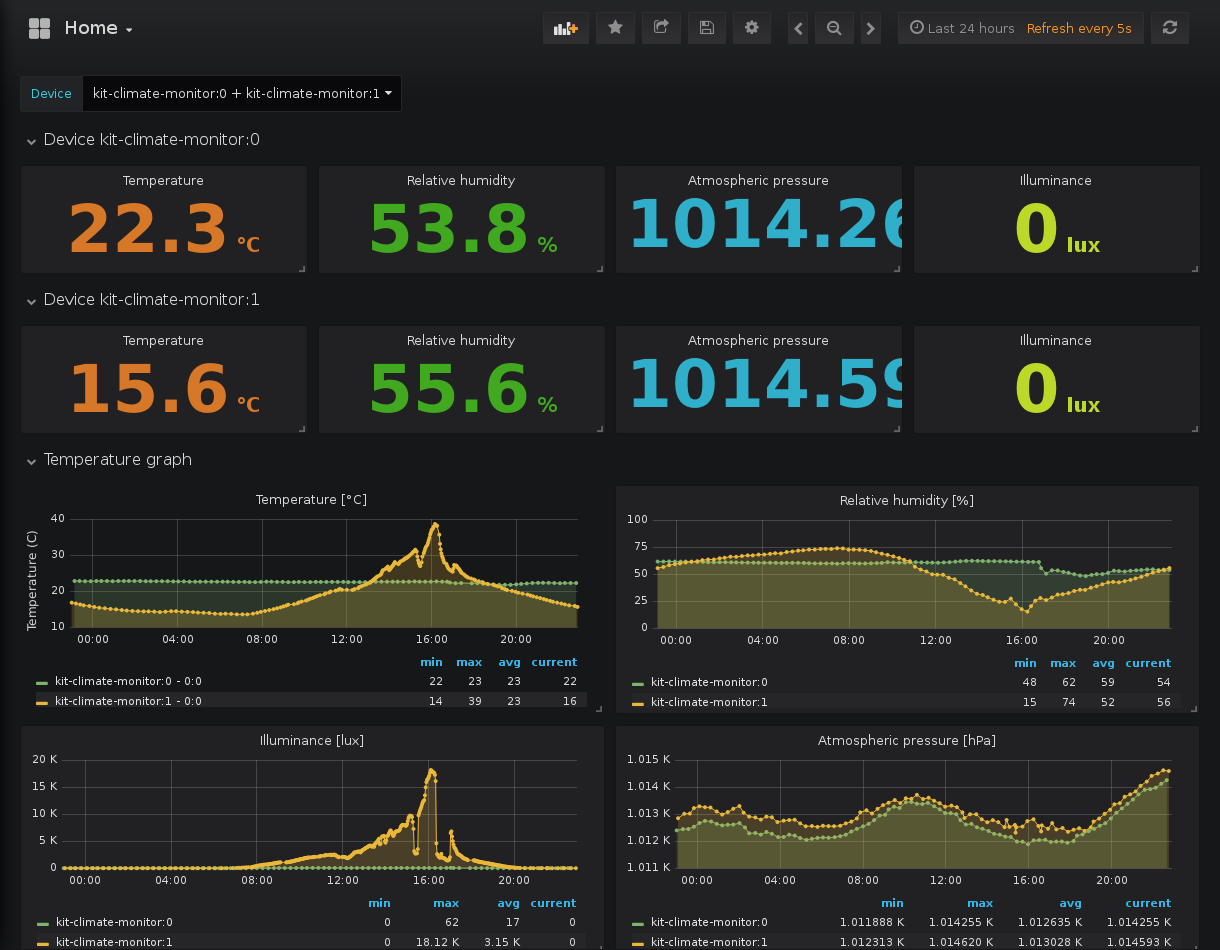 Home
Last 24 hours Refresh every 5s
Device kit-climate-monitor:0 + kit-climate-monitor:1
Device kit-climate-monitor:0
Temperature Relative humidity Atmospheric pressure Illuminance
22.3 °C 53.8 % 1014.26 0 lux
Device kit-climate-monitor:1
Temperature Relative humidity Atmospheric pressure Illuminance
15.6 °C 55.6 % 1014.59 0 lux
Temperature graph
Temperature [°C]
Temperature (C)
40
30
20
10
00:00 04:00 08:00 12:00 16:00 20:00
min max avg current
kit-climate-monitor:0 - 0:0 22 23 23 22
kit-climate-monitor:1 - 0:0 14 39 23 16
Relative humidity [%]
100
75
50
25
0
00:00 04:00 08:00 12:00 16:00 20:00
min max avg current
kit-climate-monitor:0 48 62 59 54
kit-climate-monitor:1 15 74 52 56
Illuminance [lux]
20 K
15 K
10 K
5 K
0
00:00 04:00 08:00 12:00 16:00 20:00
min max avg current
kit-climate-monitor:0 0 62 17 0
kit-climate-monitor:1 0 18.12 K 3.15 K 0
Atmospheric pressure [hPa]
1.015 K
1.014 K
1.013 K
1.012 K
1.011 K
00:00 04:00 08:00 12:00 16:00 20:00
min max avg current
kit-climate-monitor:0 1.011888 K 1.014255 K 1.012635 K 1.014255 K
kit-climate-monitor:1 1.012313 K 1.014620 K 1.013028 K 1.014593 K